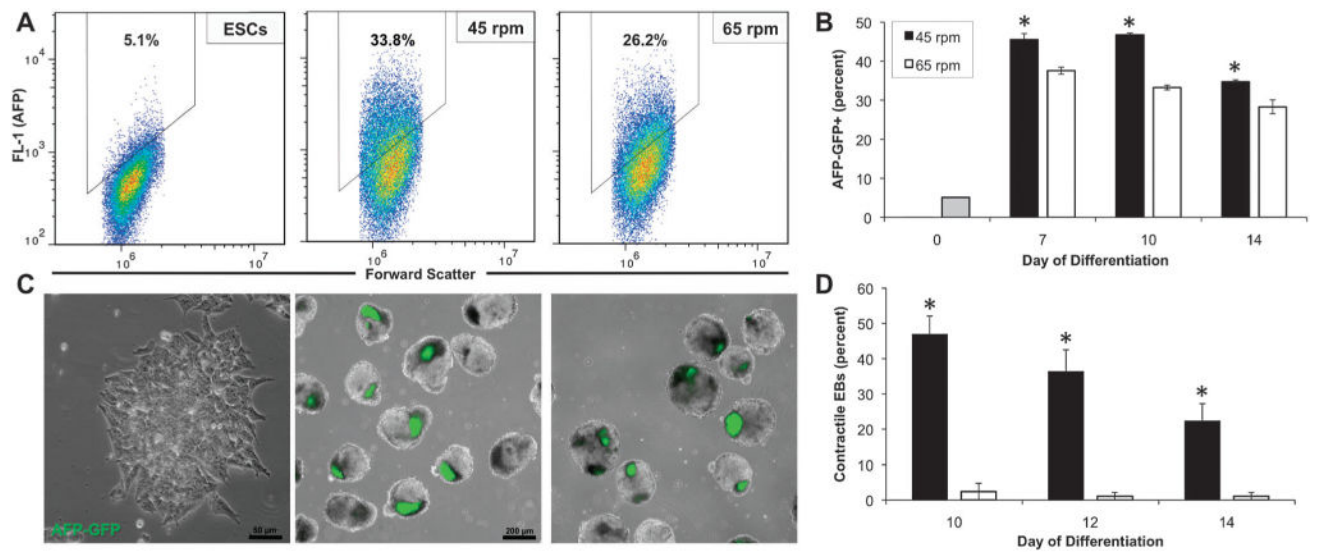 A
ESCs
5.1%
45 rpm
33.8%
65 rpm
26.2%
FL-1 (AFP)
10^4
10^3
10^2
10^6
10^7
10^6
10^7
10^6
10^7
Forward Scatter
B
AFP-GFP+ (percent)
50
40
30
20
10
0
45 rpm
65 rpm
*
*
*
0
7
10
14
Day of Differentiation
C
AFP-GFP
50 µm
200 µm
D
Contractile EBs (percent)
60
50
40
30
20
10
0
*
*
*
10
12
14
Day of Differentiation